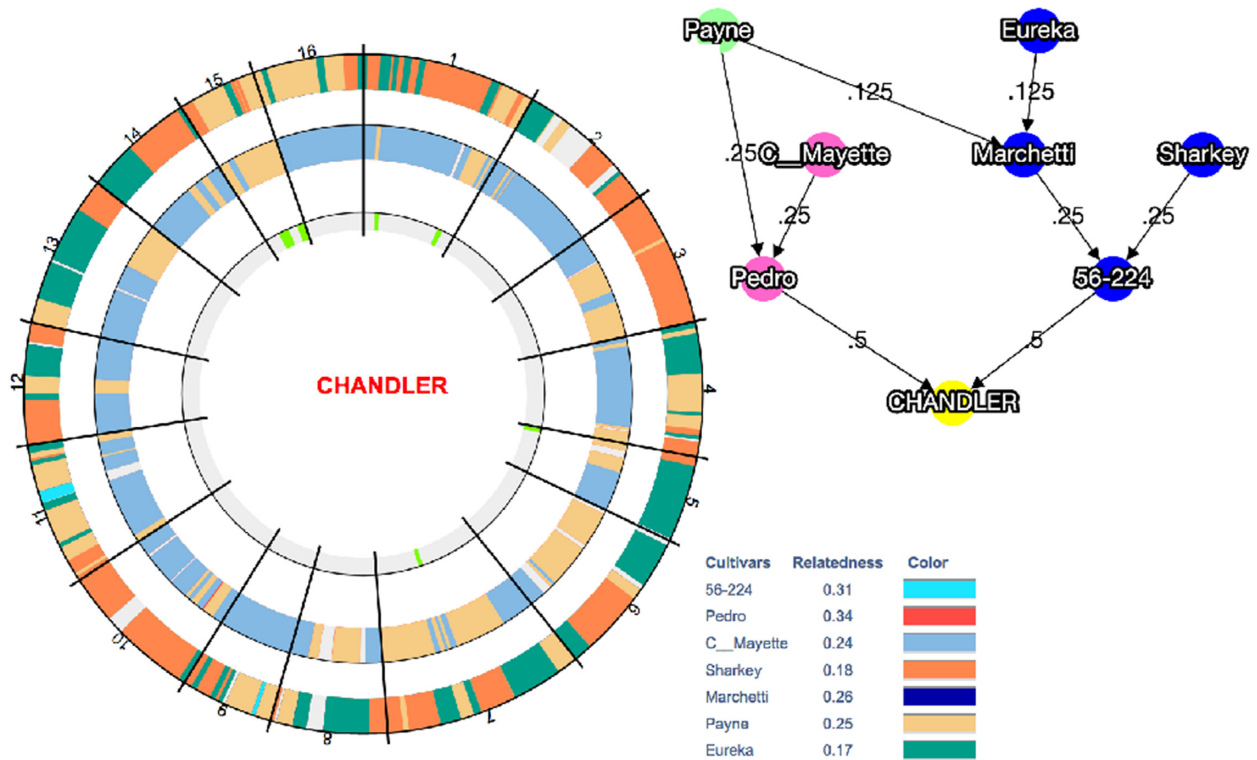 Payne
Eureka
.125
.125
.25
C__Mayette
Marchetti
Sharkey
.25
.25
.25
Pedro
56-224
.5
.5
CHANDLER
CHANDLER
1
2
3
4
5
6
7
8
9
10
11
12
13
14
15
16
Cultivars Relatedness Color
56-224 0.31
Pedro 0.34
C__Mayette 0.24
Sharkey 0.18
Marchetti 0.26
Payne 0.25
Eureka 0.17